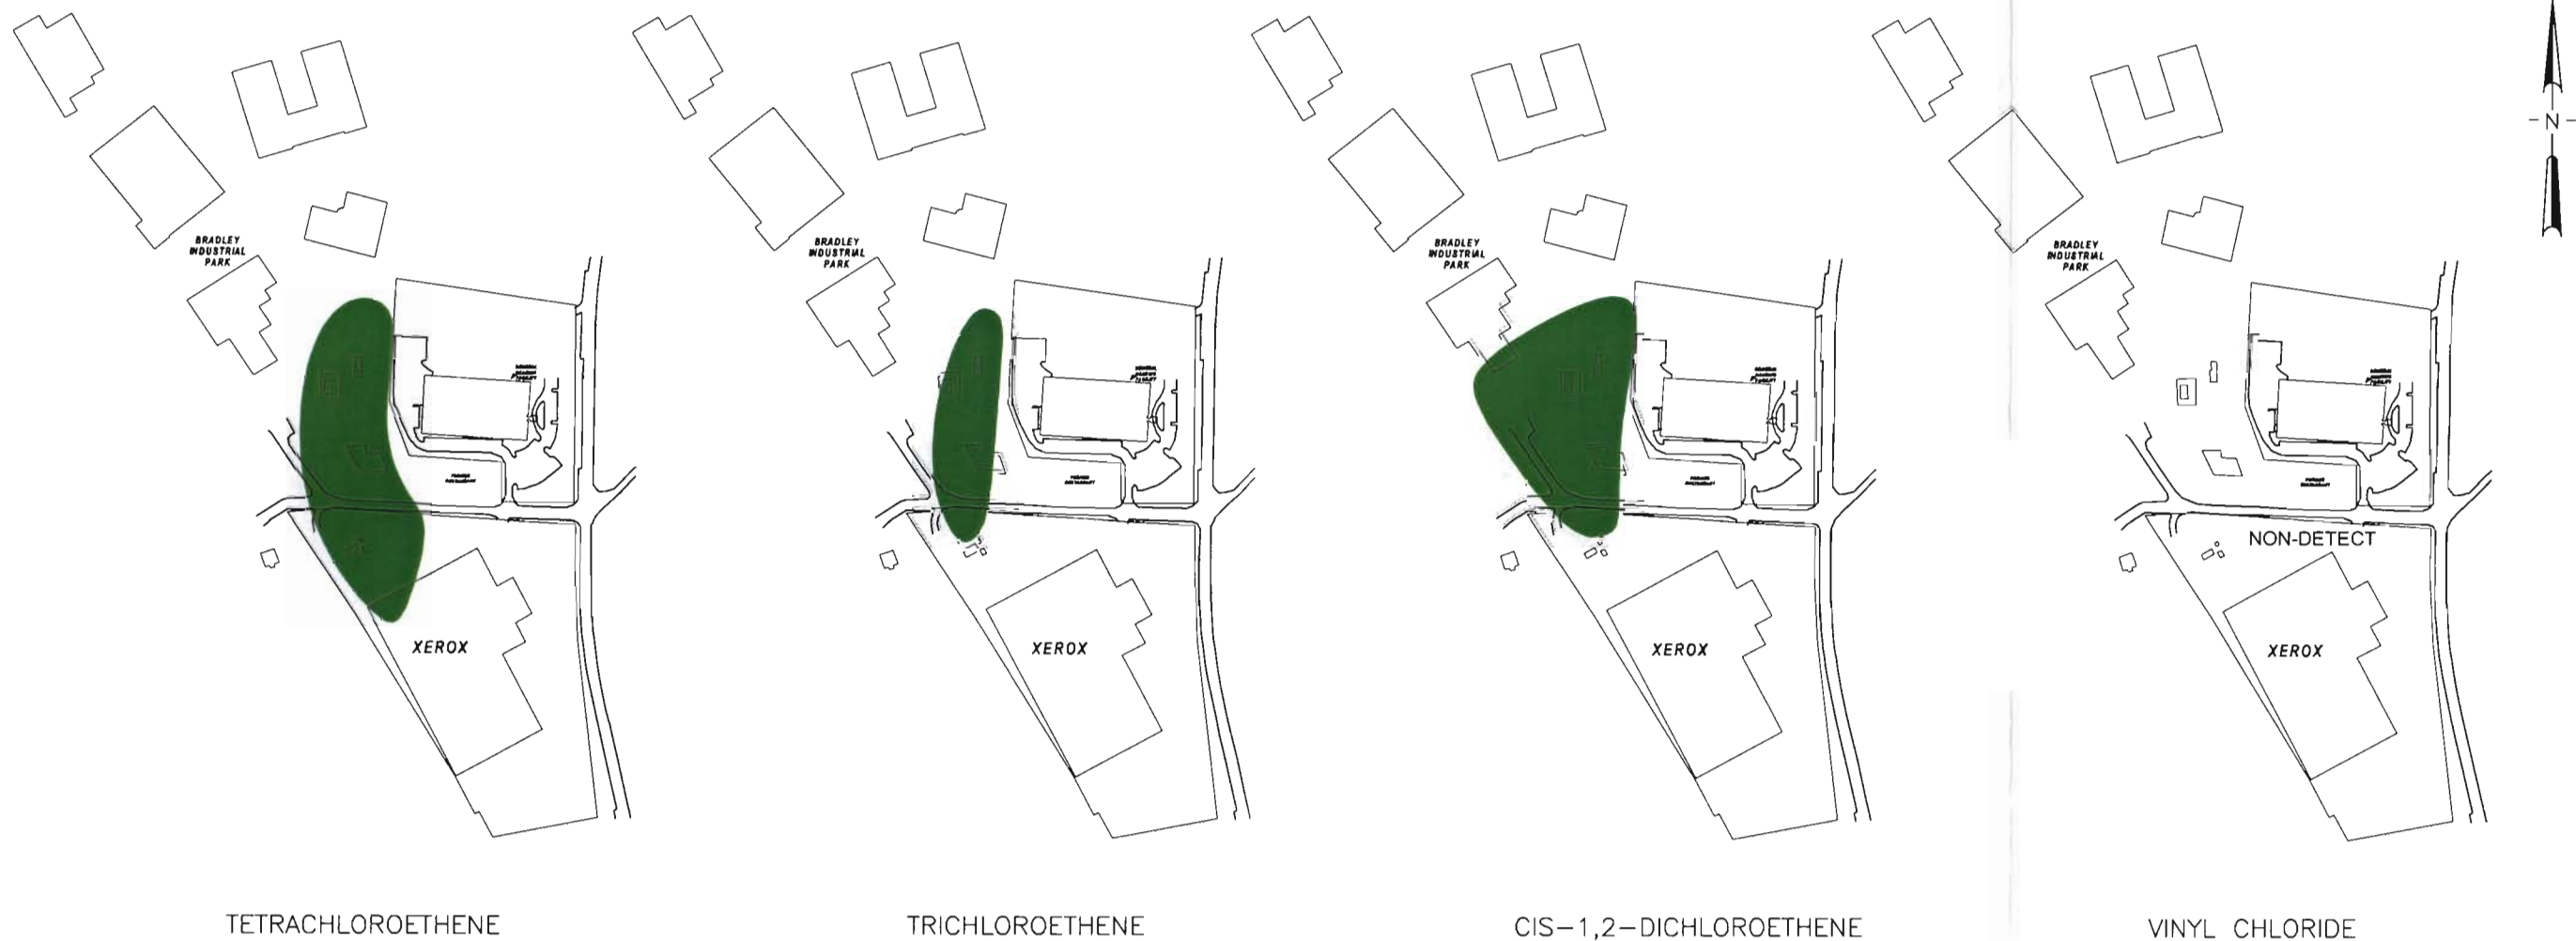 BRADLEY
INDUSTRIAL
PARK
XEROX
TETRACHLOROETHENE
BRADLEY
INDUSTRIAL
PARK
XEROX
TRICHLOROETHENE
BRADLEY
INDUSTRIAL
PARK
XEROX
CIS-1,2-DICHLOROETHENE
BRADLEY
INDUSTRIAL
PARK
NON-DETECT
XEROX
VINYL CHLORIDE
-N-